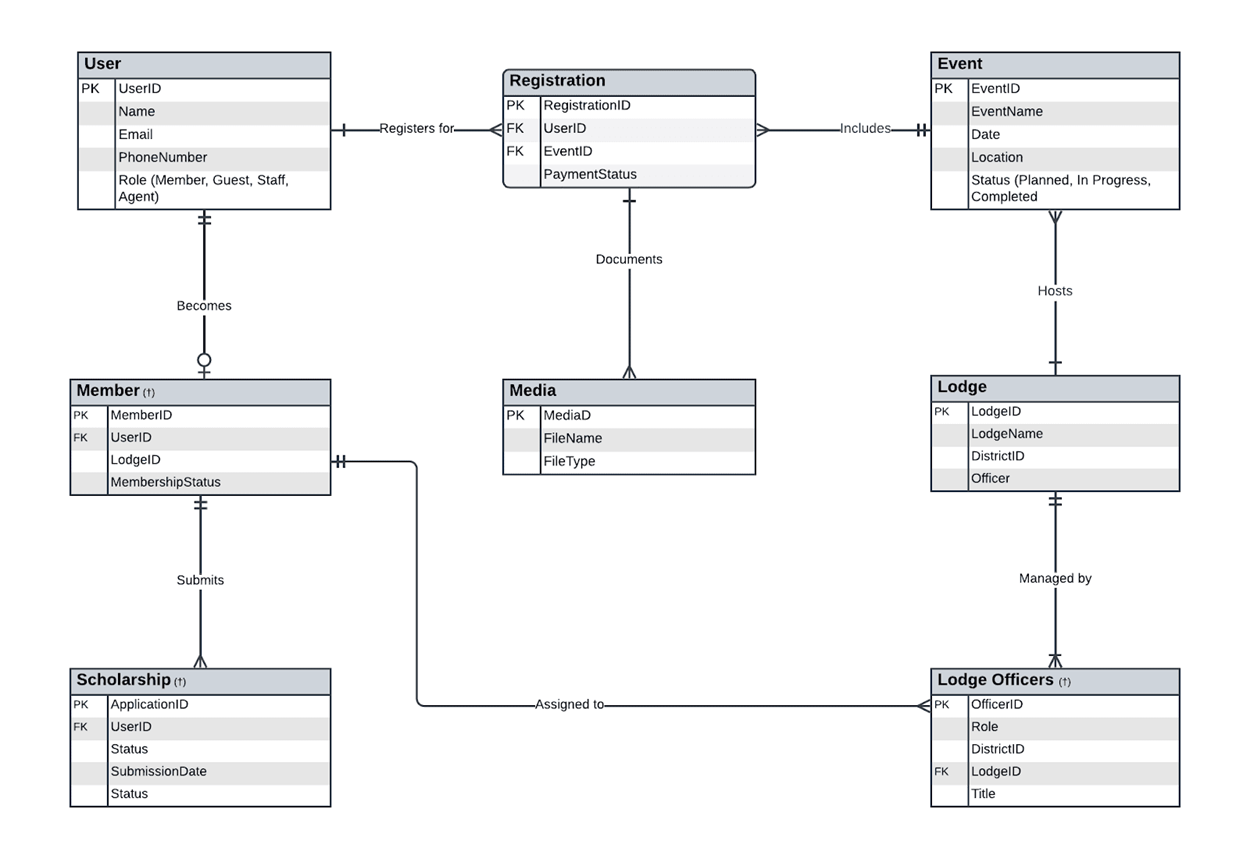 User
PK UserID
Name
Email
PhoneNumber
Role (Member, Guest, Staff,
Agent)
Registers for
Registration
PK RegistrationID
FK UserID
FK EventID
PaymentStatus
Includes
Event
PK EventID
EventName
Date
Location
Status (Planned, In Progress,
Completed
Becomes
Documents
Hosts
Member (†)
PK MemberID
FK UserID
LodgeID
MembershipStatus
Media
PK MediaD
FileName
FileType
Lodge
PK LodgeID
LodgeName
DistrictID
Officer
Submits
Managed by
Assigned to
Scholarship (†)
PK ApplicationID
FK UserID
Status
SubmissionDate
Status
Lodge Officers (†)
PK OfficerID
Role
DistrictID
FK LodgeID
Title